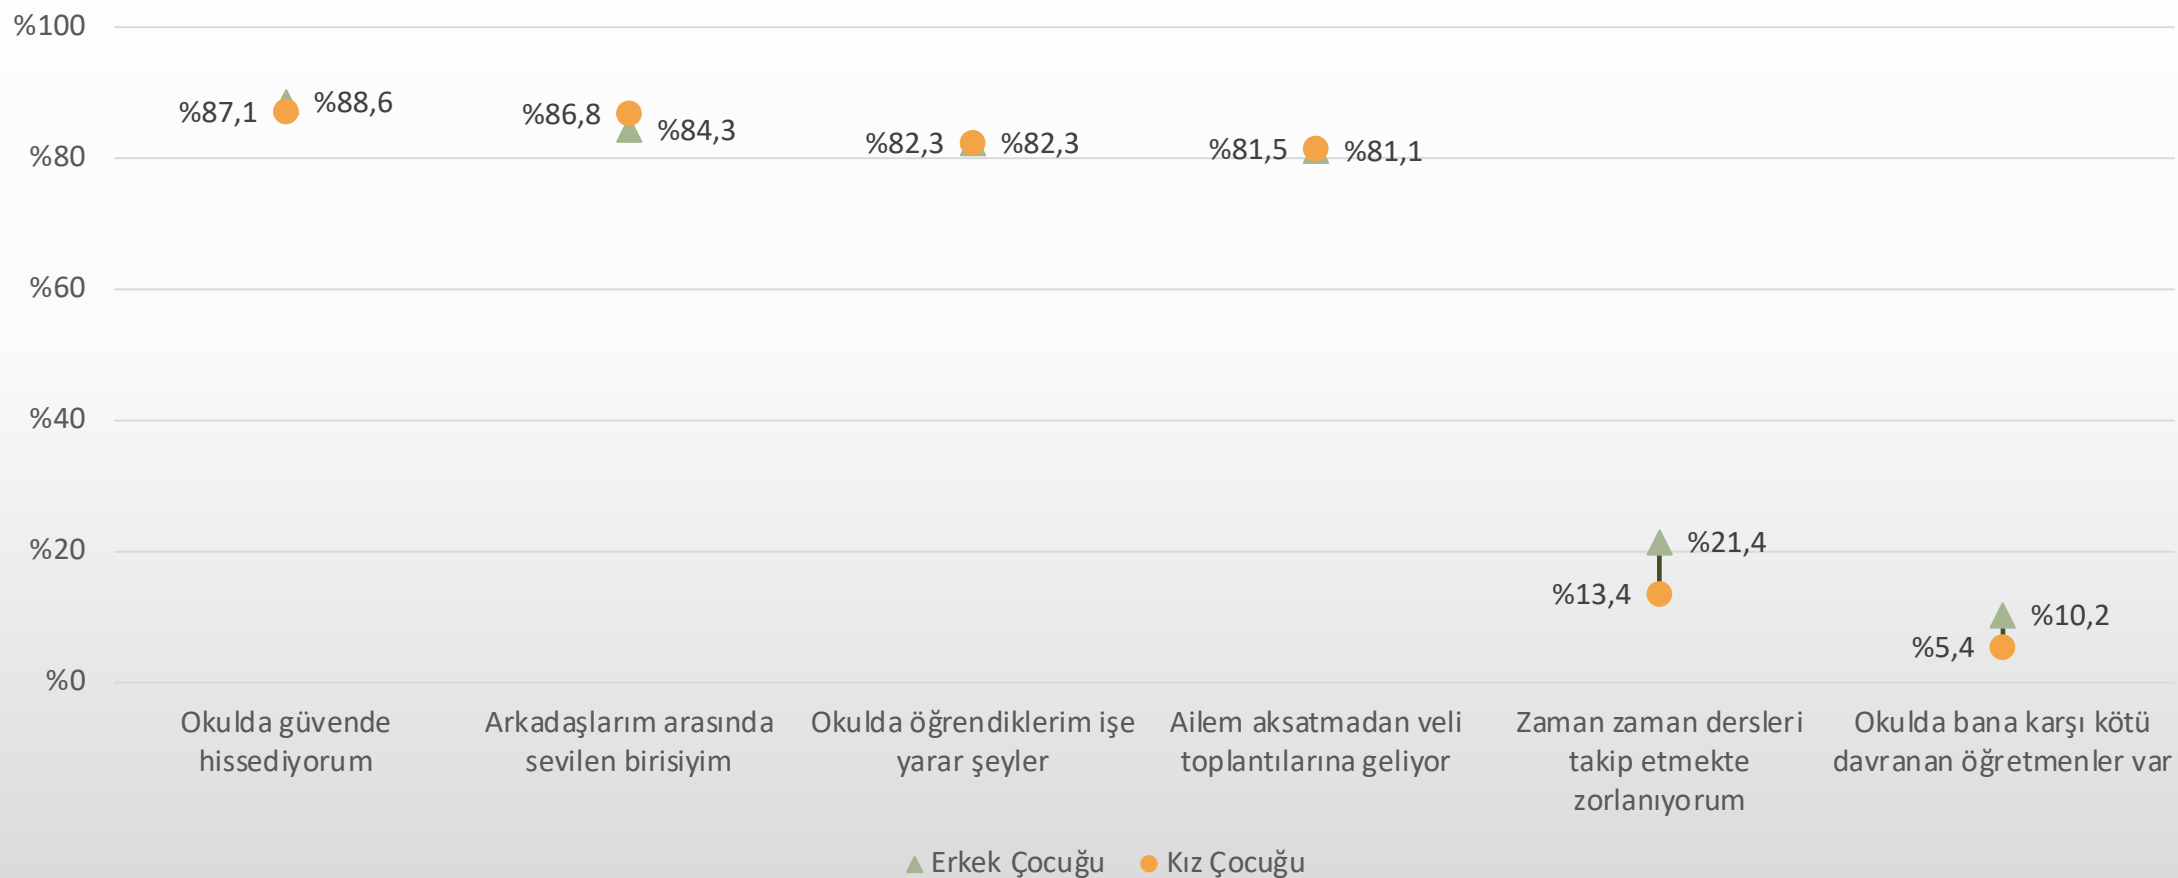 %100
%80
%60
%40
%20
%0
%87,1
%88,6
%86,8
%84,3
%82,3
%82,3
%81,5
%81,1
%13,4
%21,4
%5,4
%10,2
Okulda güvende
hissediyorum
Arkadaşlarım arasında
sevilen birisiyim
Okulda öğrendiklerim işe
yarar şeyler
Ailem aksatmadan veli
toplantılarına geliyor
Zaman zaman dersleri
takip etmekte
zorlanıyorum
Okulda bana karşı kötü
davranan öğretmenler var
Erkek Çocuğu
Kız Çocuğu